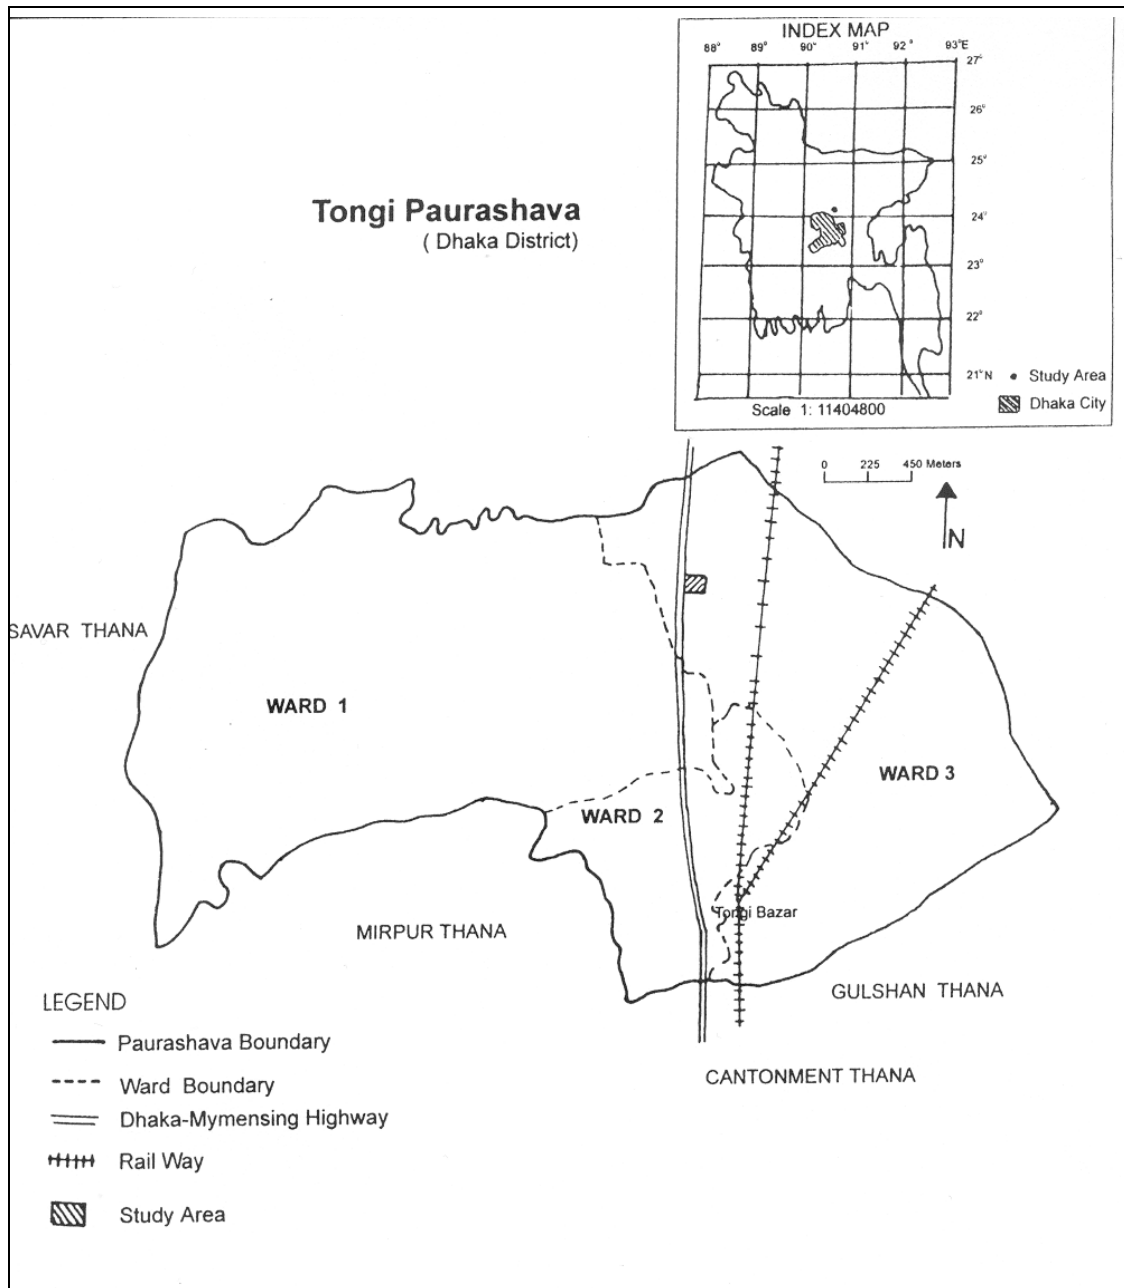 INDEX MAP
88° 89° 90° 91° 92° 93°E
27°
26°
25°
24°
23°
22°
21°N
Study Area
Dhaka City
Scale 1: 11404800
Tongi Paurashava
( Dhaka District)
0 225 450 Meters
N
SAVAR THANA
WARD 1
WARD 3
WARD 2
Tongi Bazar
MIRPUR THANA
GULSHAN THANA
CANTONMENT THANA
LEGEND
Paurashava Boundary
Ward Boundary
Dhaka-Mymensing Highway
Rail Way
Study Area